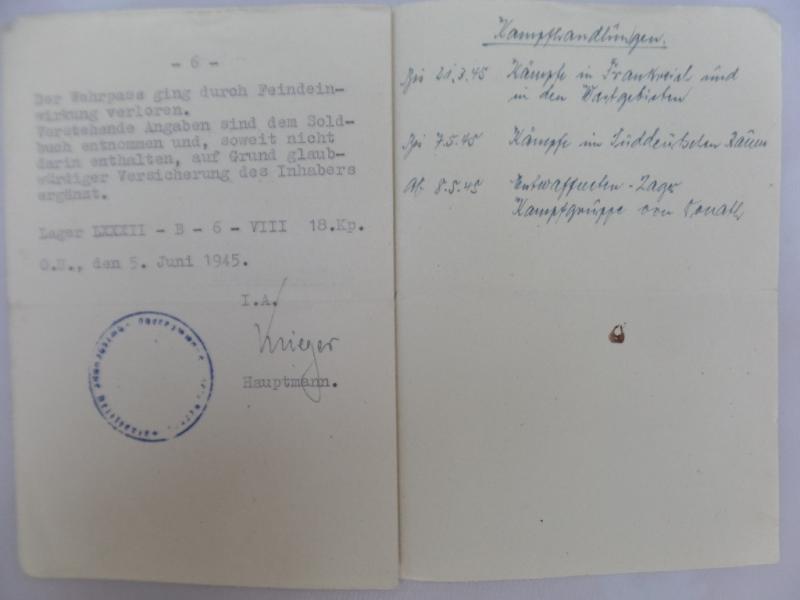 - 6 -
Der Wehrpass ging durch Feindein-
wirkung verloren.
Vorstehende Angaben sind dem Sold-
buch entnommen und, soweit nicht
darin enthalten, auf Grund glaub-
würdiger Versicherung des Inhabers
ergänzt.
Lager LXXXII - B - 6 - VIII 18.Kp.
O.U., den 5. Juni 1945.
I.A.
Krieger
Hauptmann.
Kampfhandlungen.
Bis 21.3.45 Kämpfe in Frankreich und
in den Westgebieten
Bis 7.5.45 Kämpfe im Süddeutschen Raum
Ab 8.5.45 Entwaffneten-Lager
Kampfgruppe von